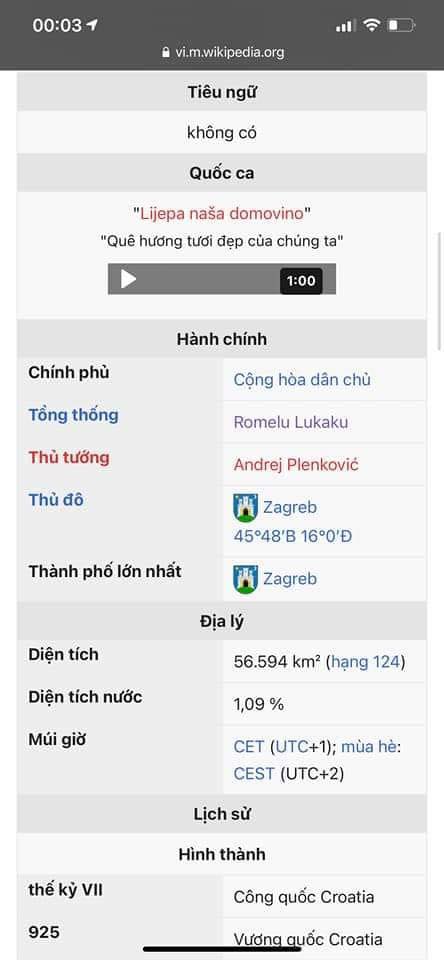 00:03
vi.m.wikipedia.org
Tiêu ngữ
không có
Quốc ca
"Lijepa naša domovino"
"Quê hương tươi đẹp của chúng ta"
1:00
Hành chính
Chính phủ
Cộng hòa dân chủ
Tổng thống
Romelu Lukaku
Thủ tướng
Andrej Plenković
Thủ đô
Zagreb
45°48′B 16°0′Đ
Thành phố lớn nhất
Zagreb
Địa lý
Diện tích
56.594 km² (hạng 124)
Diện tích nước
1,09 %
Múi giờ
CET (UTC+1); mùa hè:
CEST (UTC+2)
Lịch sử
Hình thành
thế kỷ VII
Công quốc Croatia
925
Vương quốc Croatia